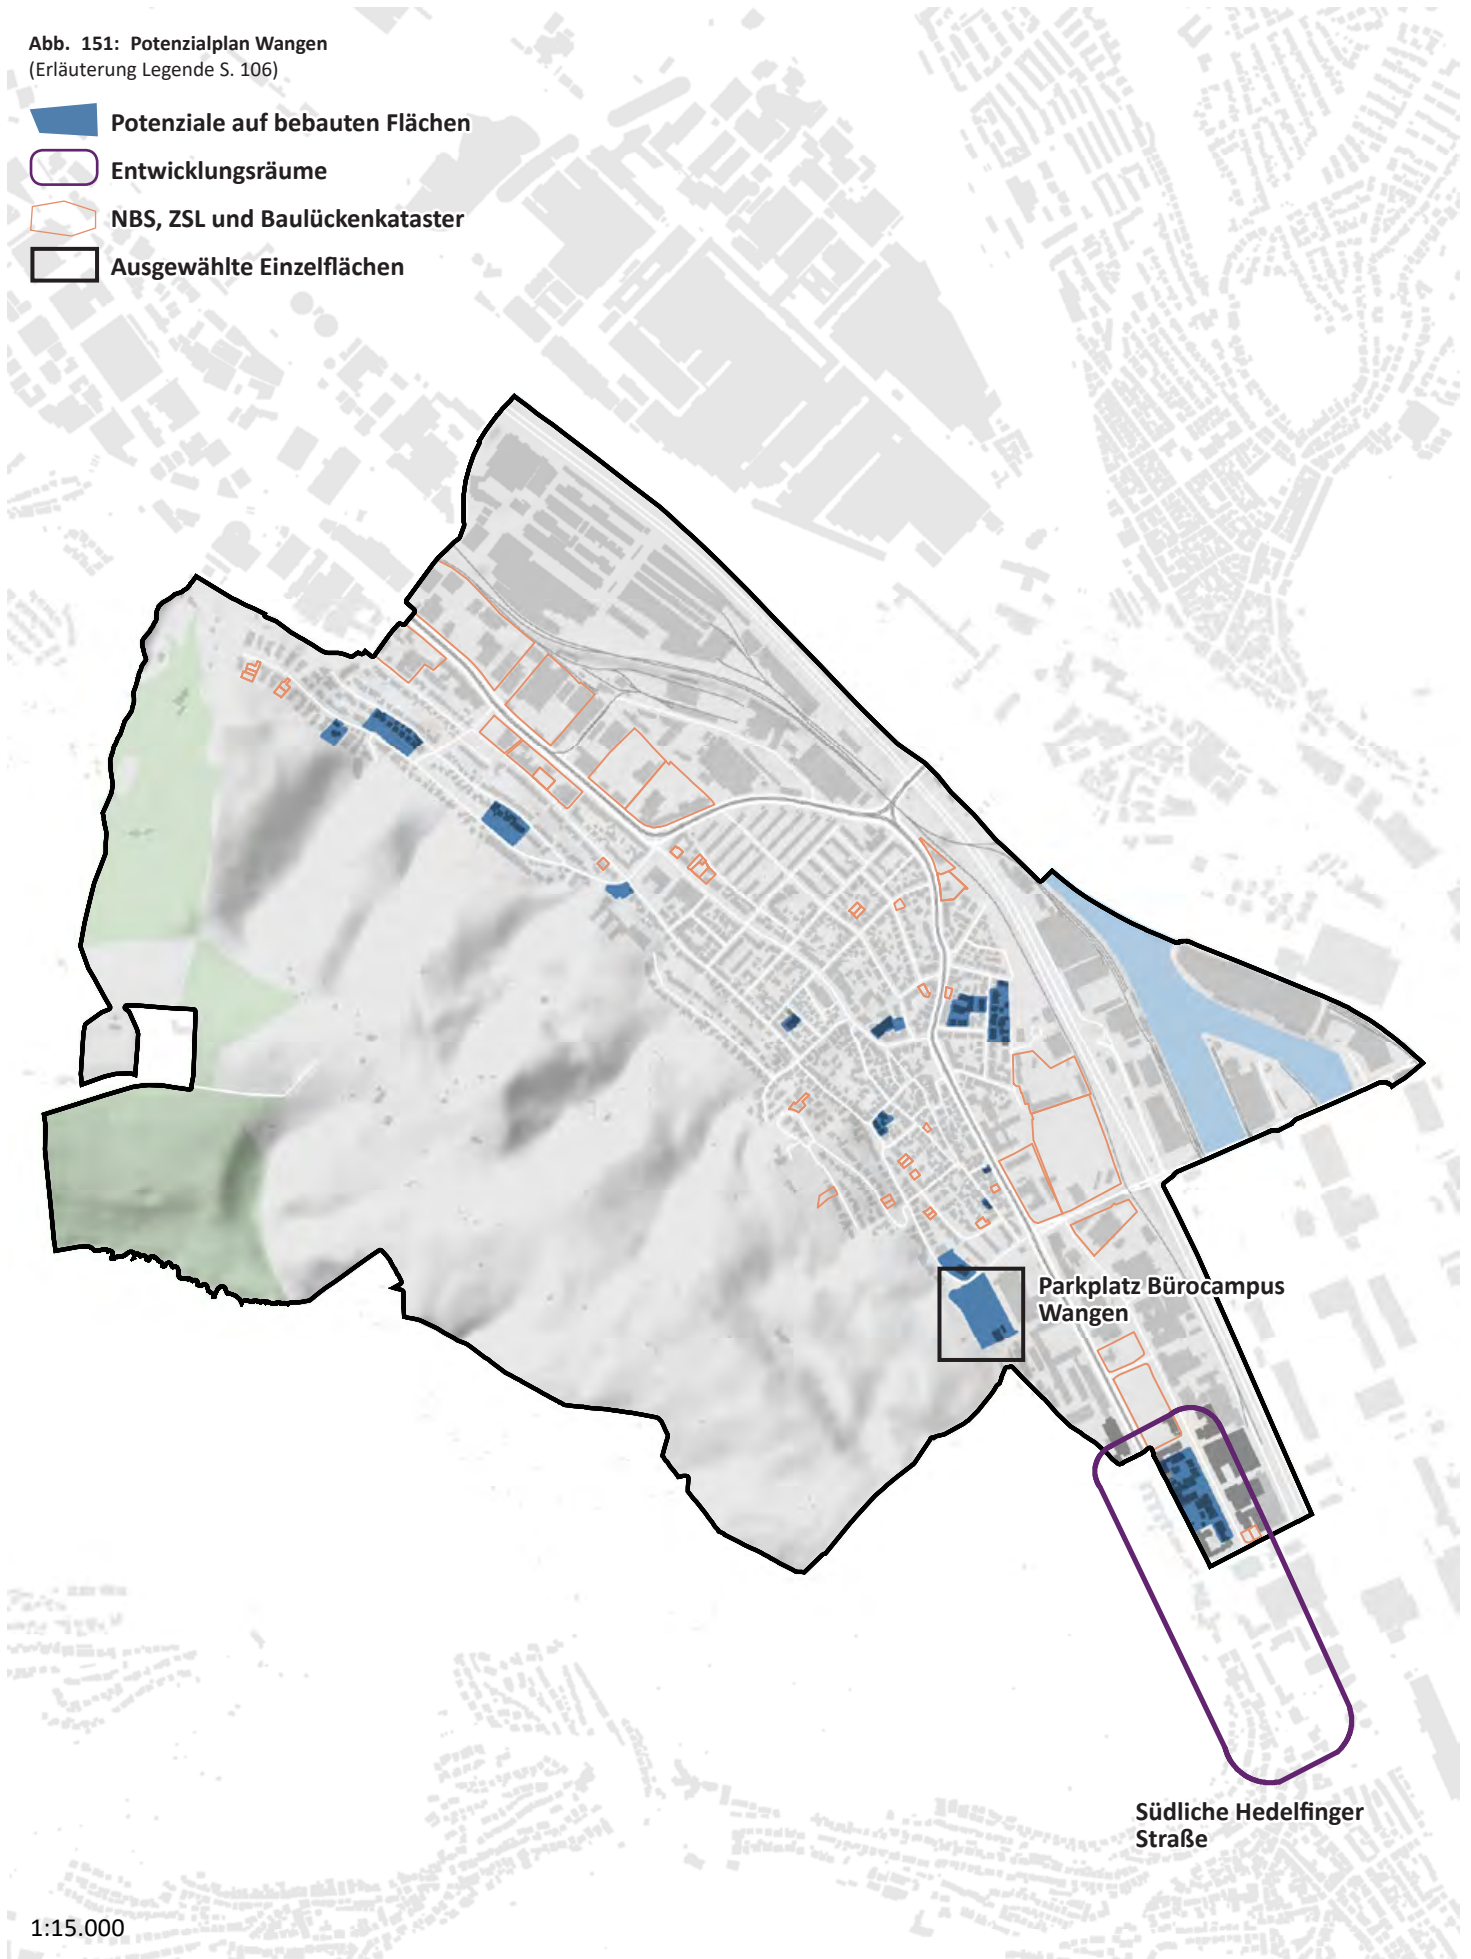 Abb. 151: Potenzialplan Wangen
(Erläuterung Legende S. 106)
Potenziale auf bebauten Flächen
Entwicklungsräume
NBS, ZSL und Baulückenkataster
Ausgewählte Einzelflächen
Parkplatz Bürocampus
Wangen
Südliche Hedelfinger
Straße
1:15.000